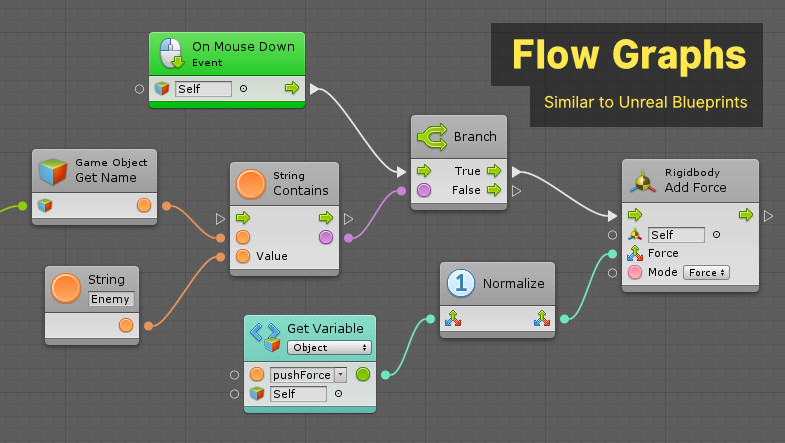 Flow Graphs
Similar to Unreal Blueprints
On Mouse Down
Event
Self
Branch
True
False
Game Object
Get Name
String
Contains
Value
Rigidbody
Add Force
Self
Force
Mode Force
String
Enemy
1
Normalize
Get Variable
Object
pushForce
Self